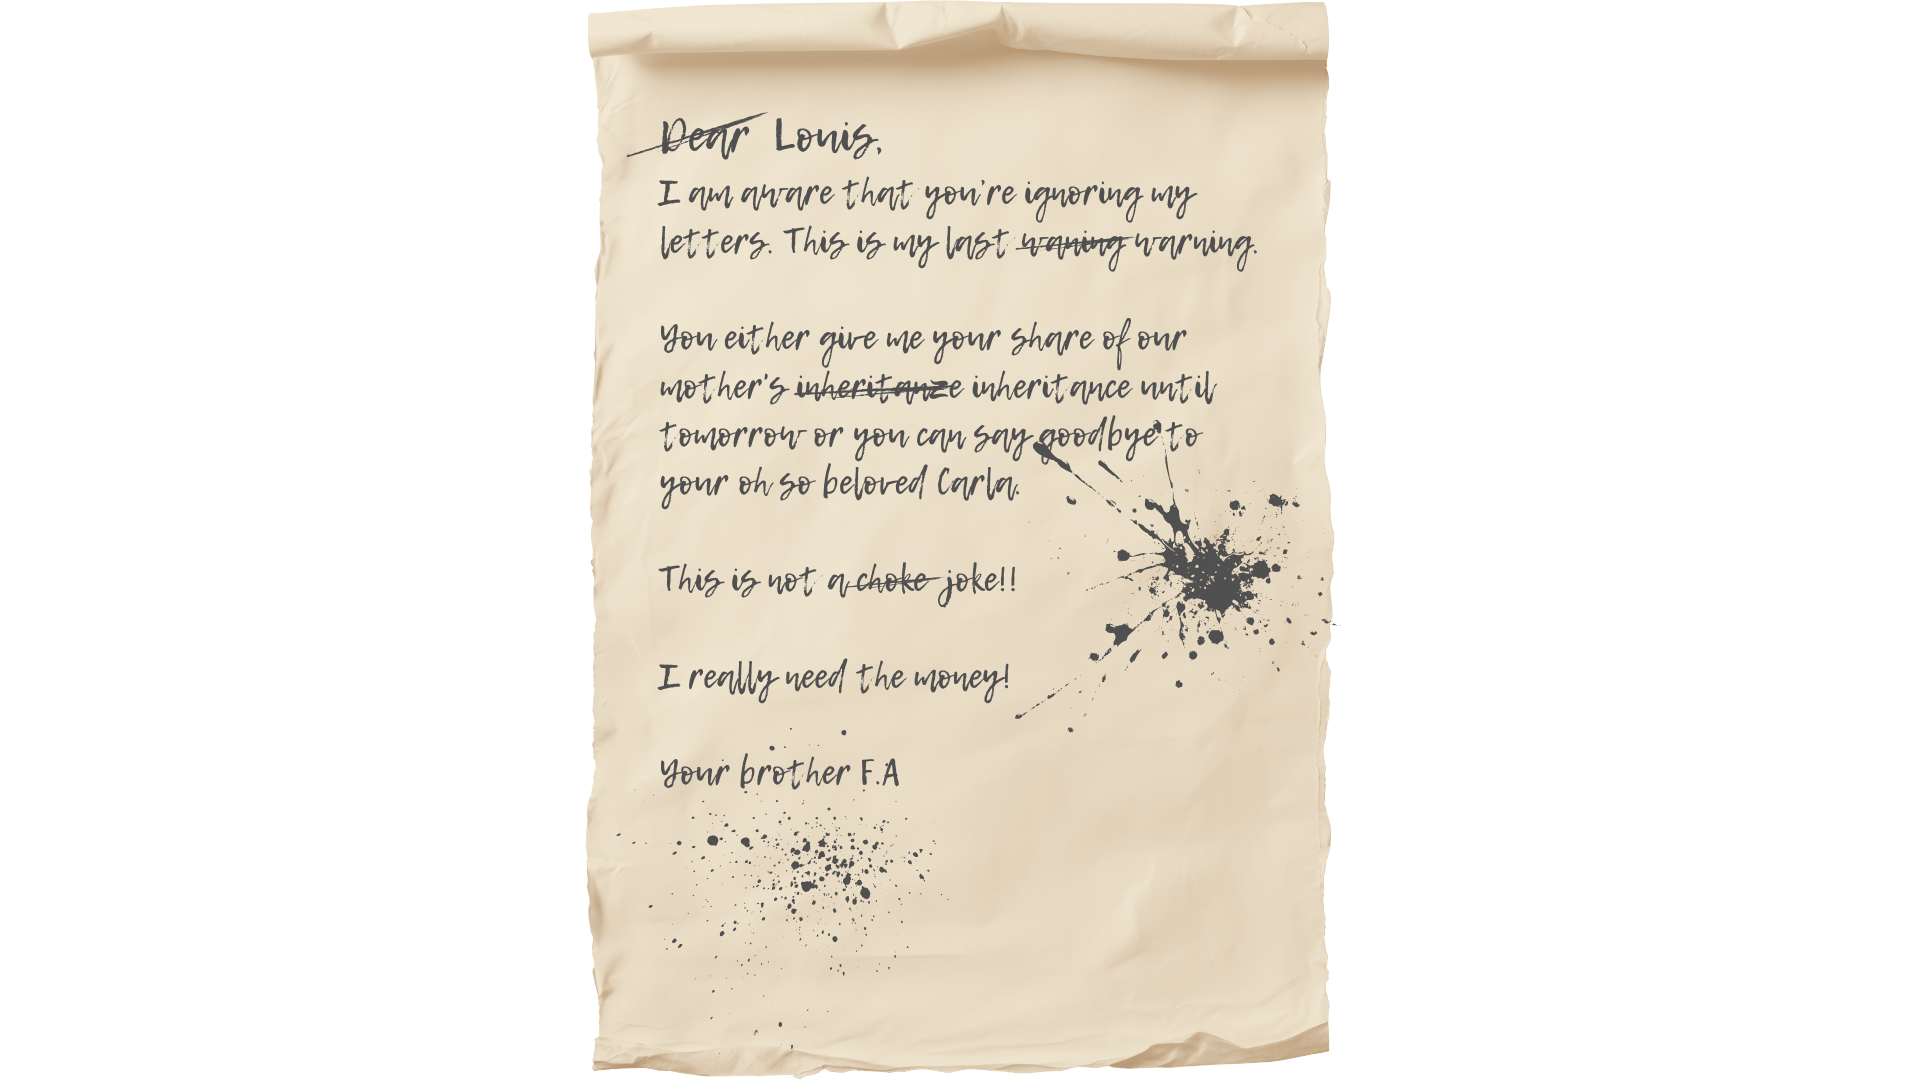 Dear Louis,
I am aware that you're ignoring my
letters. This is my last waning warning.
You either give me your share of our
mother's inheritanze inheritance until
tomorrow or you can say goodbye to
your oh so beloved Carla.
This is not a choke joke!!
I really need the money!
Your brother F.A